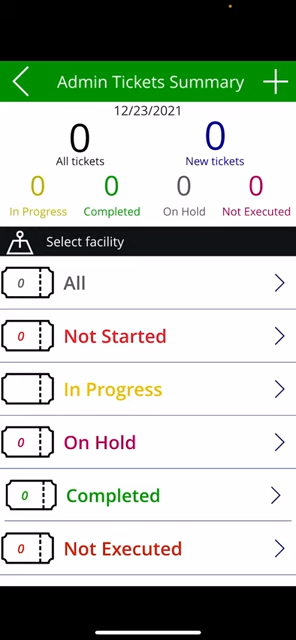 Admin Tickets Summary
12/23/2021
0 0
All tickets New tickets
0 0 0 0
In Progress Completed On Hold Not Executed
Select facility
0 All
0 Not Started
In Progress
0 On Hold
0 Completed
0 Not Executed